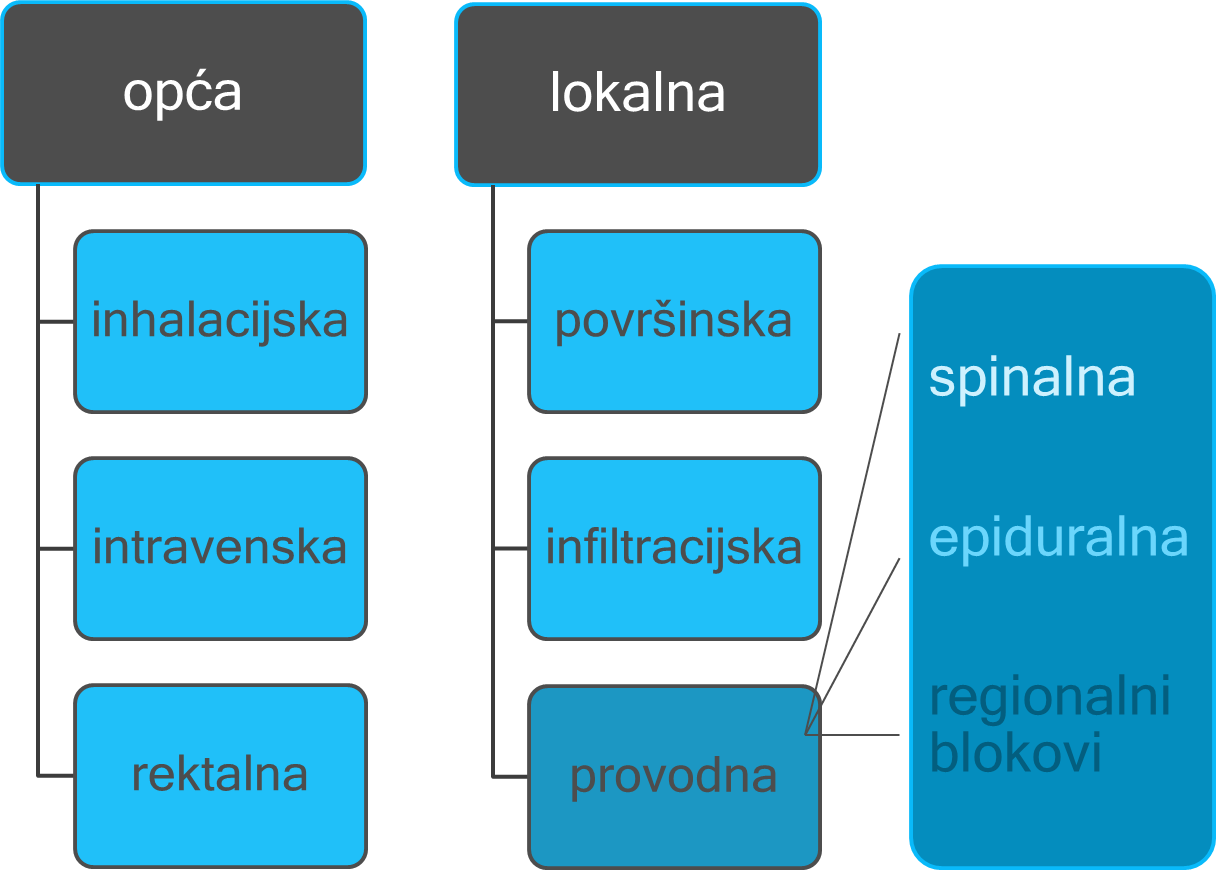 opća
inhalacijska
intravenska
rektalna
lokalna
površinska
infiltracijska
provodna
spinalna
epiduralna
regionalni
blokovi